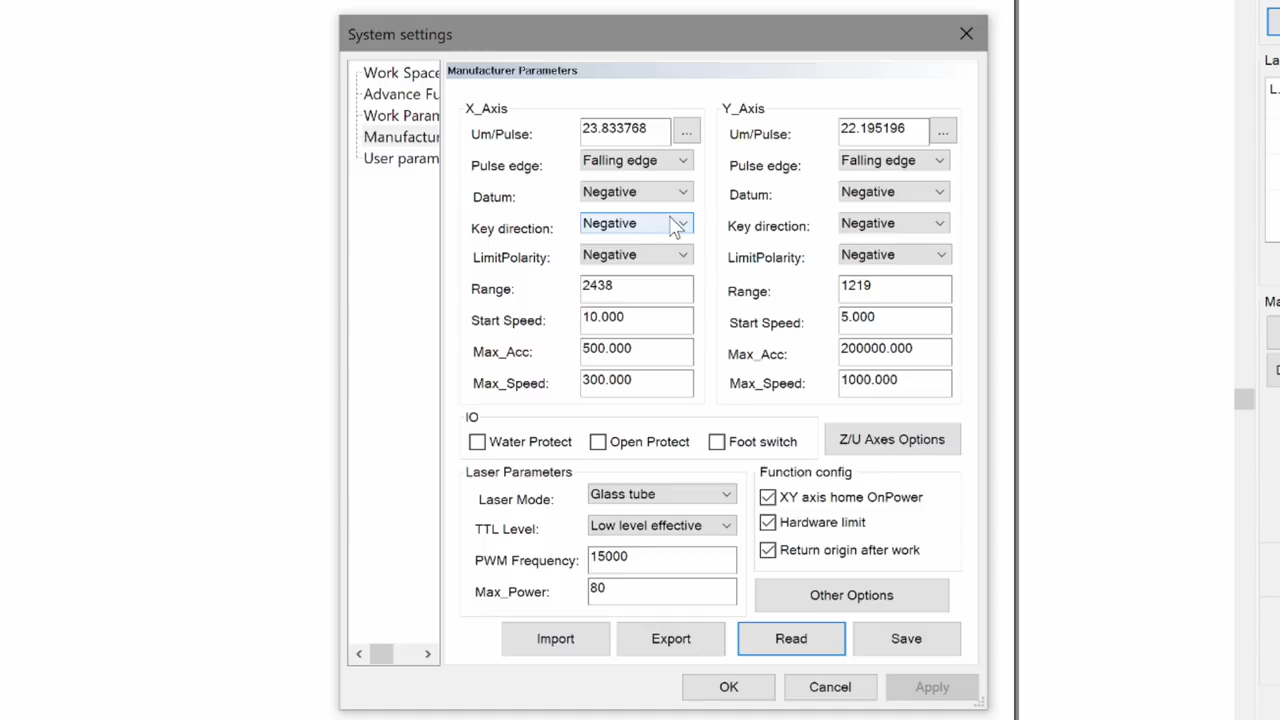 System settings
Work Space
Advance Fu
Work Param
Manufactur
User param
Manufacturer Parameters
X_Axis
Um/Pulse: 23.833768 ...
Pulse edge: Falling edge
Datum: Negative
Key direction: Negative
LimitPolarity: Negative
Range: 2438
Start Speed: 10.000
Max_Acc: 500.000
Max_Speed: 300.000
Y_Axis
Um/Pulse: 22.195196 ...
Pulse edge: Falling edge
Datum: Negative
Key direction: Negative
LimitPolarity: Negative
Range: 1219
Start Speed: 5.000
Max_Acc: 200000.000
Max_Speed: 1000.000
IO
Water Protect Open Protect Foot switch
Z/U Axes Options
Laser Parameters
Laser Mode: Glass tube
TTL Level: Low level effective
PWM Frequency: 15000
Max_Power: 80
Function config
XY axis home OnPower
Hardware limit
Return origin after work
Other Options
Import Export Read Save
OK Cancel Apply
La
L.
Ma